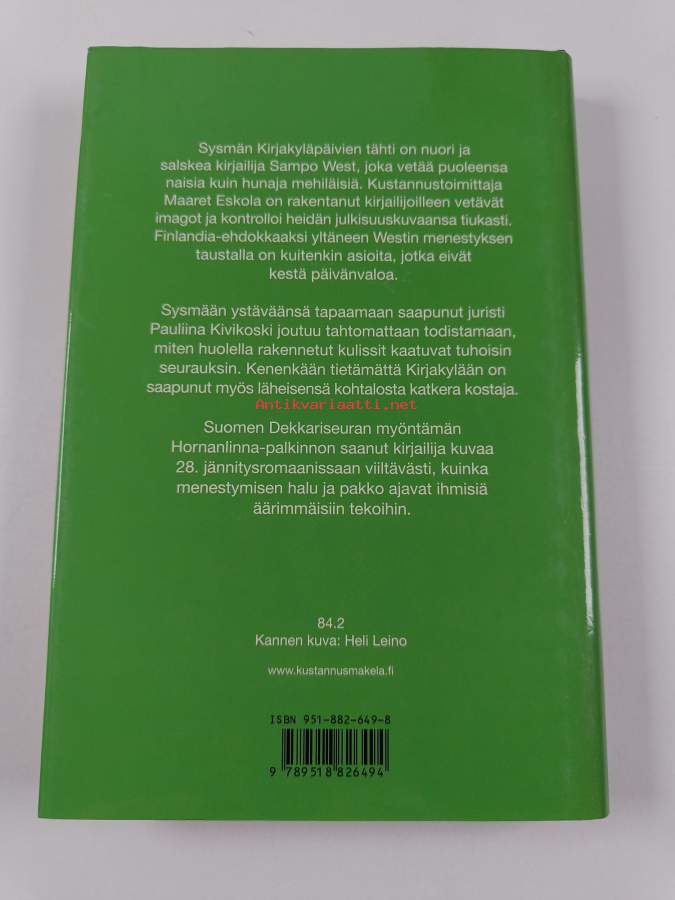 Sysmän Kirjakyläpäivien tähti on nuori ja
salskea kirjailija Sampo West, joka vetää puoleensa
naisia kuin hunaja mehiläisiä. Kustannustoimittaja
Maaret Eskola on rakentanut kirjailijoilleen vetävät
imagot ja kontrolloi heidän julkisuuskuvaansa tiukasti.
Finlandia-ehdokkaaksi yltäneen Westin menestyksen
taustalla on kuitenkin asioita, jotka eivät
kestä päivänvaloa.
Sysmään ystäväänsä tapaamaan saapunut juristi
Pauliina Kivikoski joutuu tahtomattaan todistamaan,
miten huolella rakennetut kulissit kaatuvat tuhoisin
seurauksin. Kenenkään tietämättä Kirjakylään on
saapunut myös läheisensä kohtalosta katkera kostaja.
Antikvariaatti.net
Suomen Dekkariseuran myöntämän
Hornanlinna-palkinnon saanut kirjailija kuvaa
28. jännitysromaanissaan viiltävästi, kuinka
menestymisen halu ja pakko ajavat ihmisiä
äärimmäisiin tekoihin.
84.2
Kannen kuva: Heli Leino
www.kustannusmakela.fi
ISBN 951-882-649-8
9 789518 826494